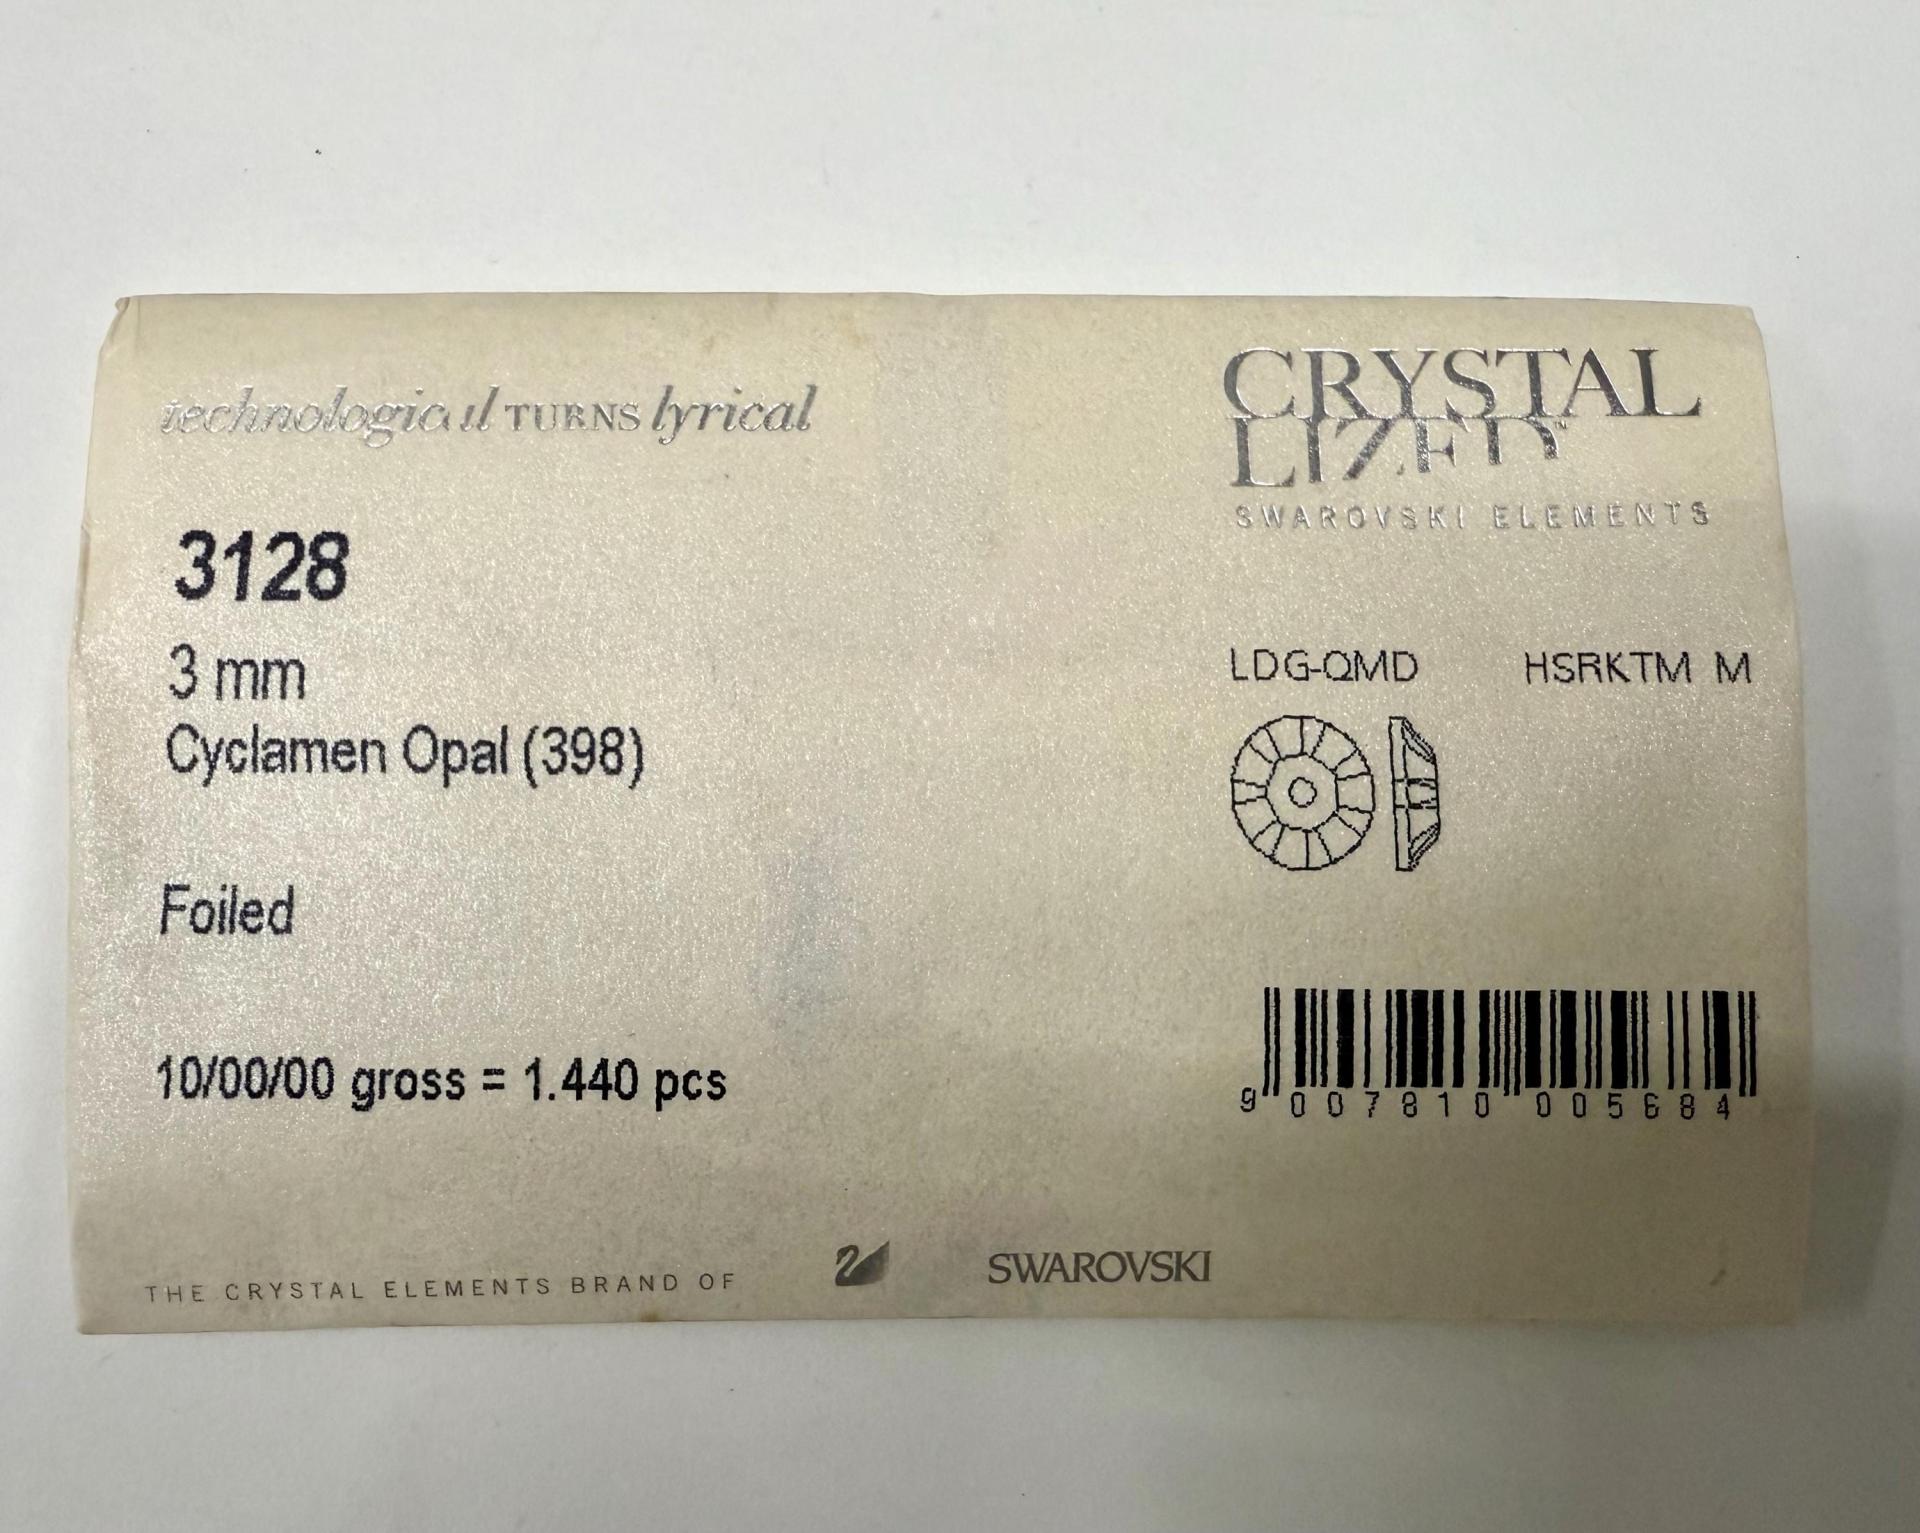 technological TURNS lyrical
CRYSTAL
LIZED™
SWAROVSKI ELEMENTS
3128
3 mm
Cyclamen Opal (398)
Foiled
10/00/00 gross = 1.440 pcs
LDG-QMD HSRKTM M
9 007810 005684
THE CRYSTAL ELEMENTS BRAND OF SWAROVSKI